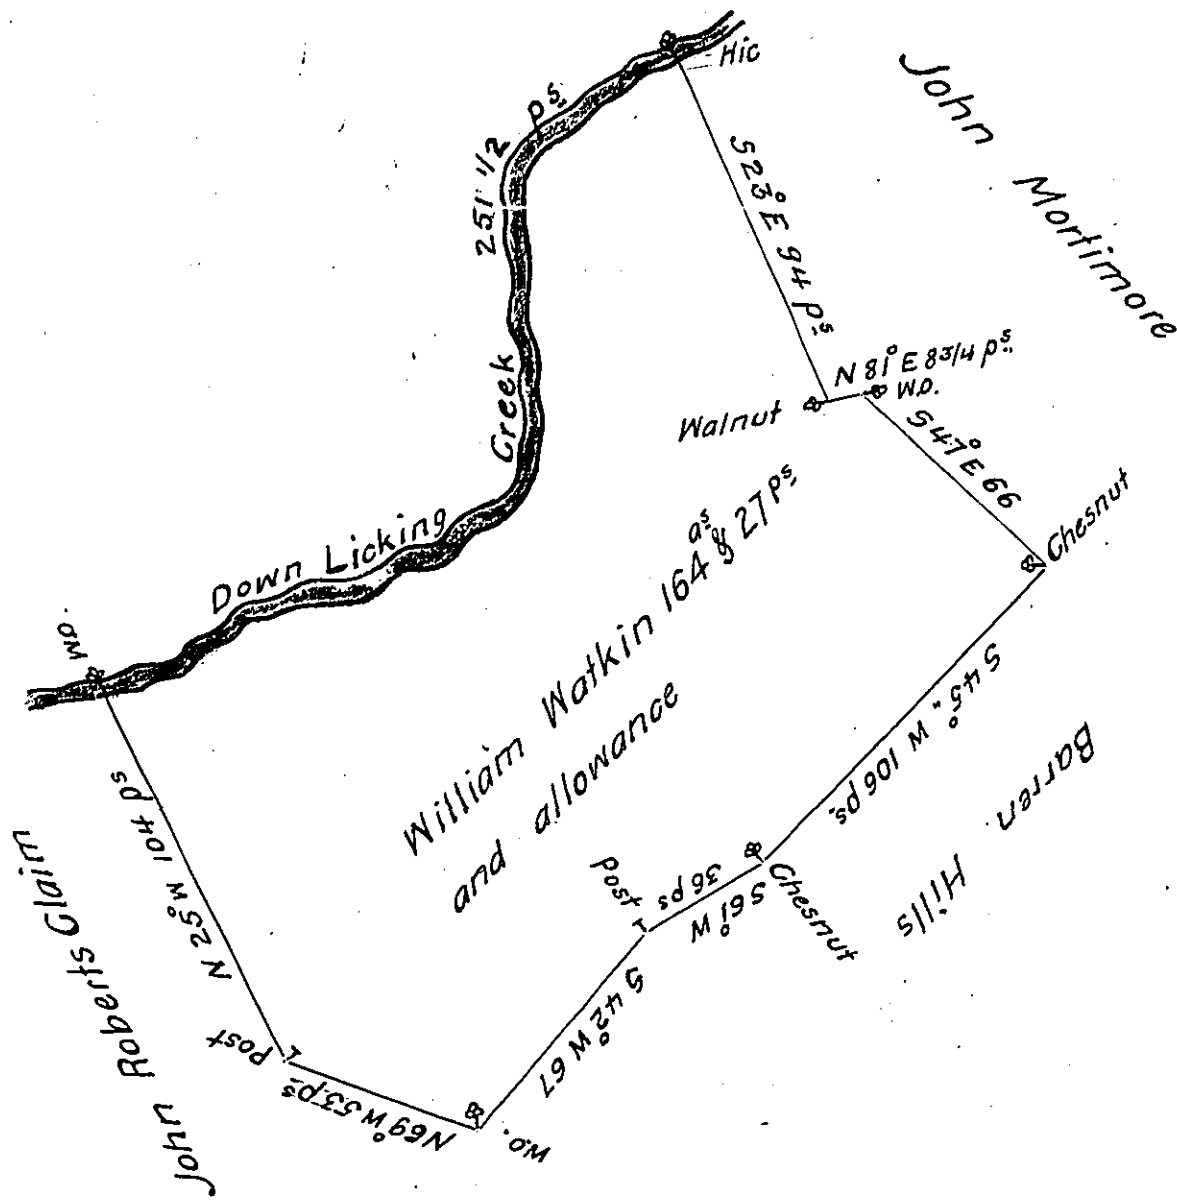 Hic
John
Mortimore
251 1/2 ps
S 23° E 94 ps
N 81° E 8 3/4 ps
W.O.
Walnut
S 47° E 66
Chesnut
Creek
Down Licking
W.O.
William Watkin 164 as & 27 ps
and allowance
S 45° W 106 ps.
Barren
Hills
Chesnut
S 61° W
36 ps
Post
S 42° W 67
W.O.
N 69° W 53 ps
Post
N 25° W 104 ps
John Roberts Claim